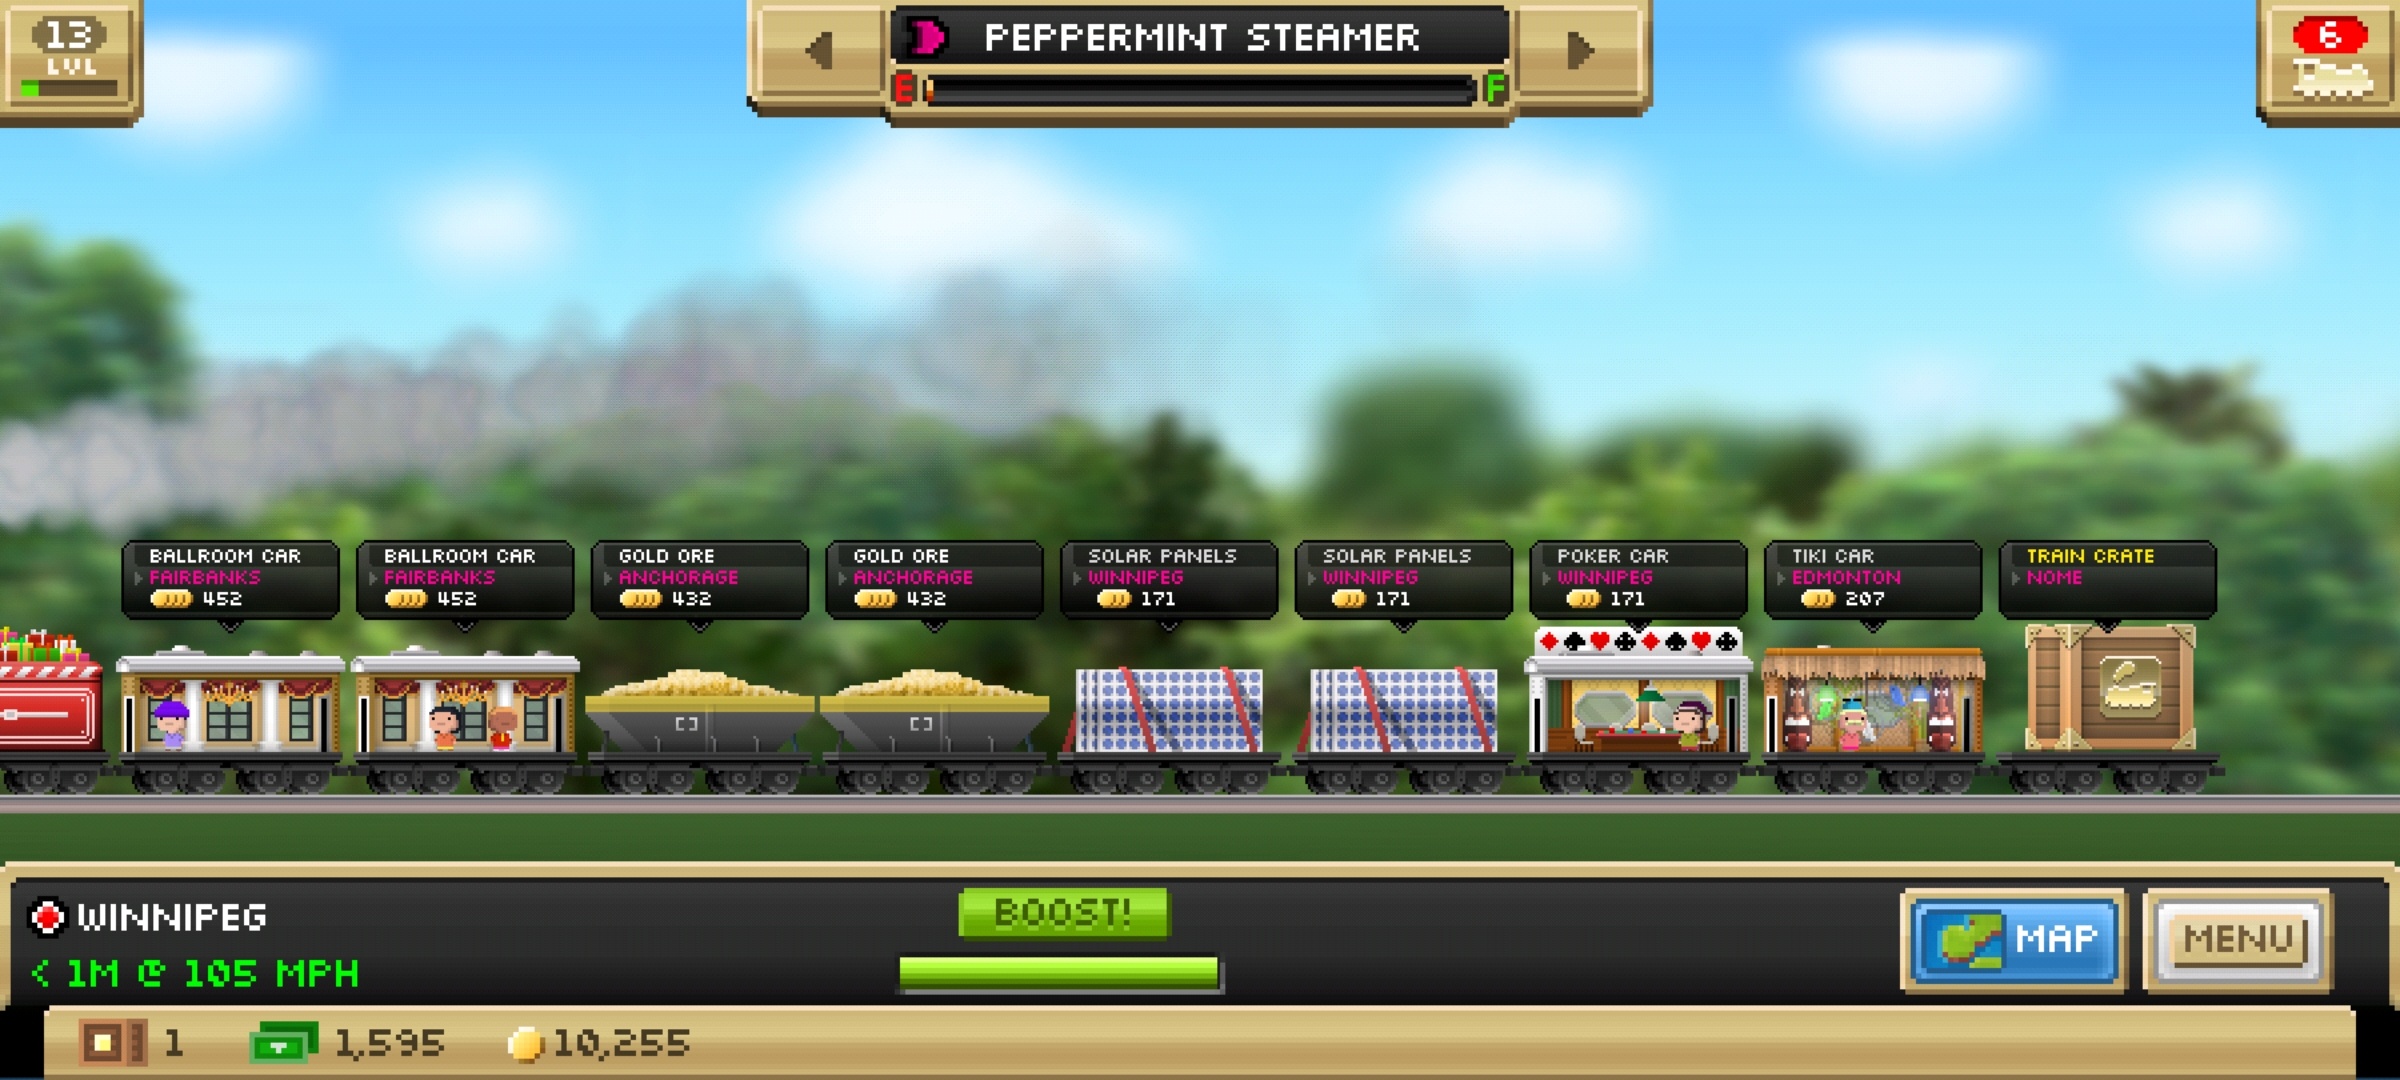 13
LVL
PEPPERMINT STEAMER
E F
6
BALLROOM CAR
FAIRBANKS
452
BALLROOM CAR
FAIRBANKS
452
GOLD ORE
ANCHORAGE
432
GOLD ORE
ANCHORAGE
432
SOLAR PANELS
WINNIPEG
171
SOLAR PANELS
WINNIPEG
171
POKER CAR
WINNIPEG
171
TIKI CAR
EDMONTON
207
TRAIN CRATE
NOME
WINNIPEG
< 1M @ 105 MPH
BOOST!
MAP
MENU
1
1,595
10,255